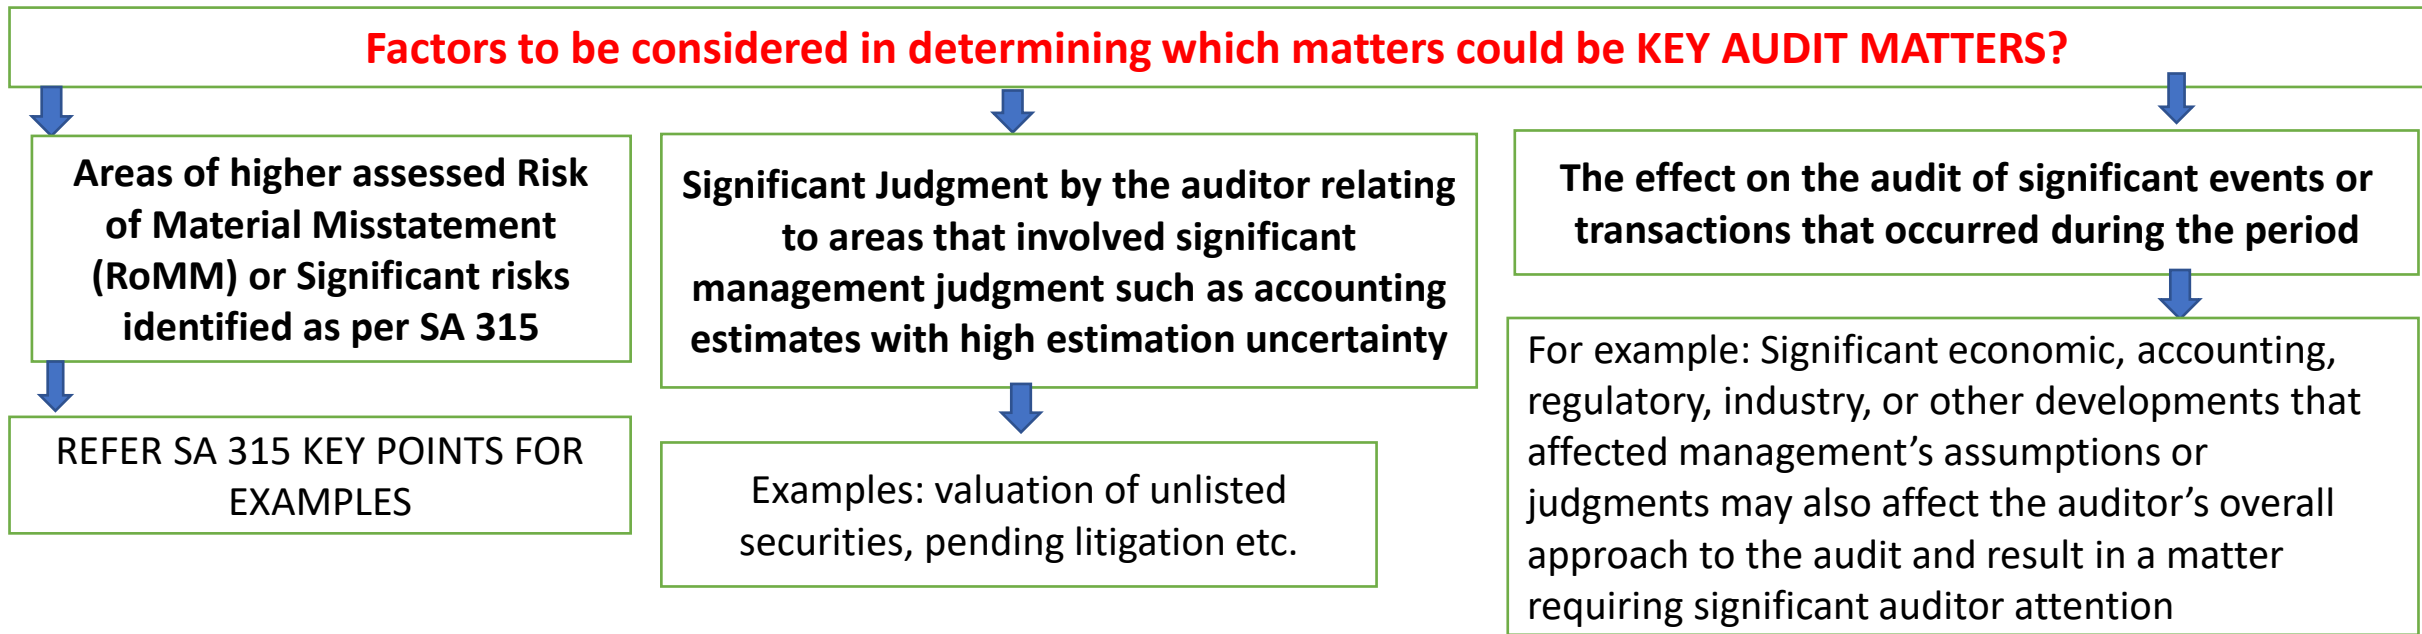 Factors to be considered in determining which matters could be KEY AUDIT MATTERS?
Areas of higher assessed Risk
of Material Misstatement
(RoMM) or Significant risks
identified as per SA 315
REFER SA 315 KEY POINTS FOR
EXAMPLES
Significant Judgment by the auditor relating
to areas that involved significant
management judgment such as accounting
estimates with high estimation uncertainty
Examples: valuation of unlisted
securities, pending litigation etc.
The effect on the audit of significant events or
transactions that occurred during the period
For example: Significant economic, accounting,
regulatory, industry, or other developments that
affected management’s assumptions or
judgments may also affect the auditor’s overall
approach to the audit and result in a matter
requiring significant auditor attention